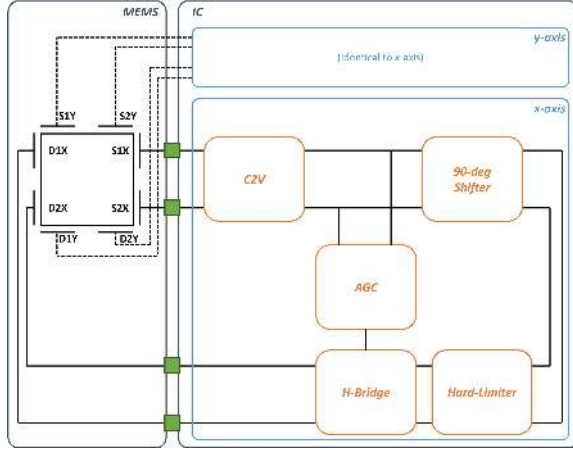 MEMS
IC
y-axis
(Identical to x axis)
x-axis
S1Y
S2Y
D1X
S1X
C2V
90-deg
Shifter
D2X
S2X
D1Y
D2Y
AGC
H-Bridge
Hard-Limiter